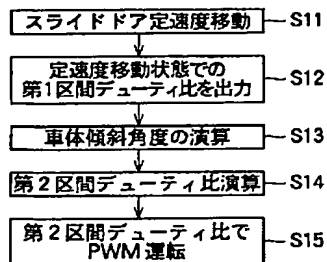 スライドドア定速度移動
S11
定速度移動状態での
第1区間デューティ比を出力
S12
車体傾斜角度の演算
S13
第2区間デューティ比演算
S14
第2区間デューティ比で
PWM運転
S15